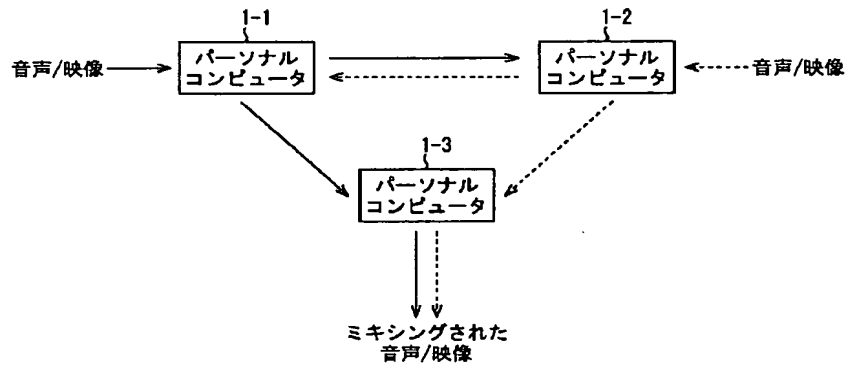 1-1
1-2
音声/映像
パーソナル
コンピュータ
パーソナル
コンピュータ
音声/映像
1-3
パーソナル
コンピュータ
ミキシングされた
音声/映像